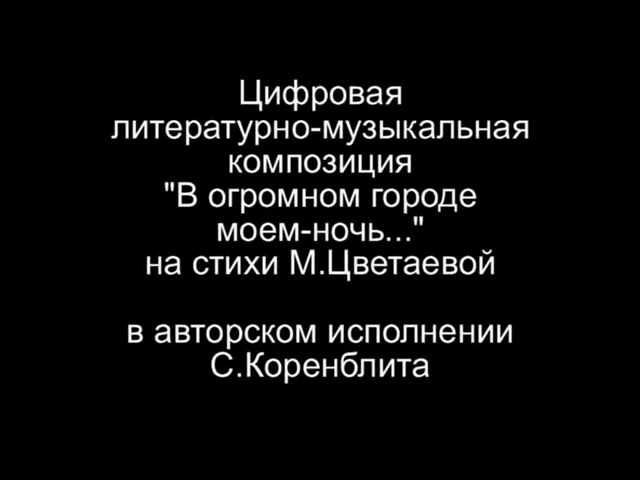 Цифровая
литературно-музыкальная
композиция
"В огромном городе
моем-ночь..."
на стихи М.Цветаевой
в авторском исполнении
С.Коренблита